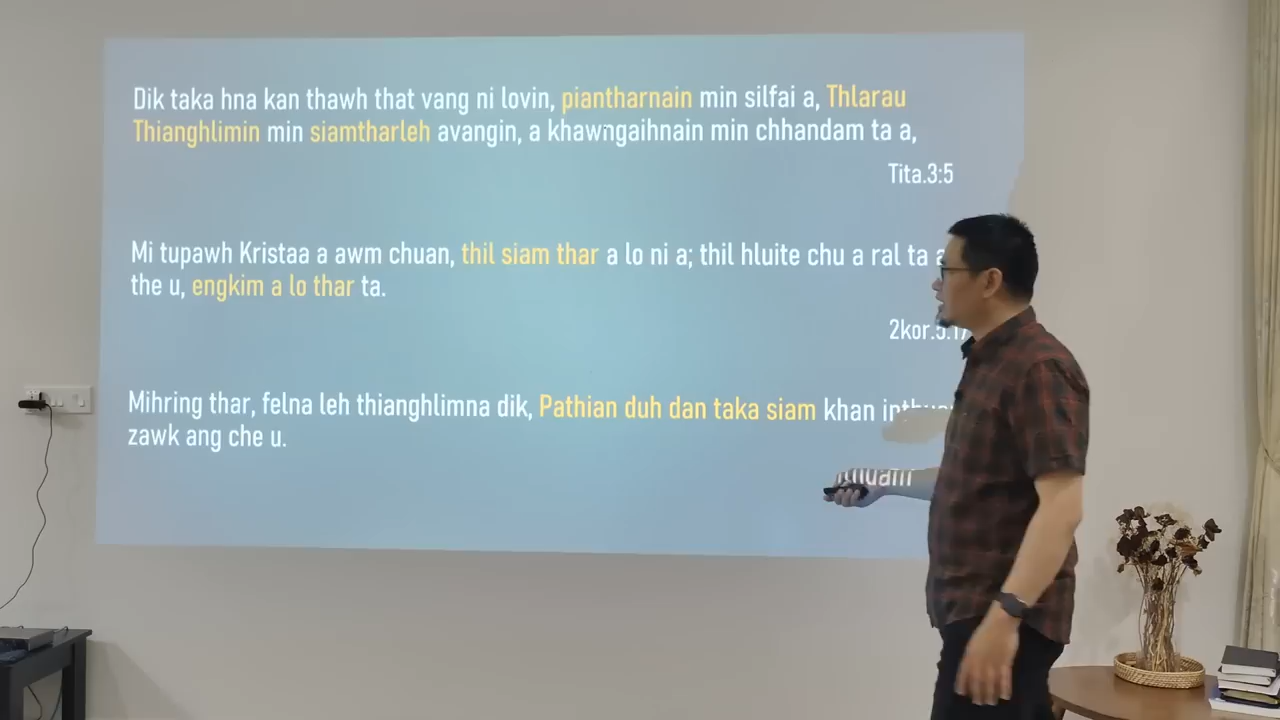 Dik taka hna kan thawh that vang ni lovin, piantharnain min silfai a, Thlarau
Thianghlimin min siamtharleh avangin, a khawngaihnain min chhandam ta a,
Tita.3:5
Mi tupawh Kristaa a awm chuan, thil siam thar a lo ni a; thil hluite chu a ral ta a
the u, engkim a lo thar ta.
2kor.5:17
Mihring thar, felna leh thianghlimna dik, Pathian duh dan taka siam khan
zawk ang che u.